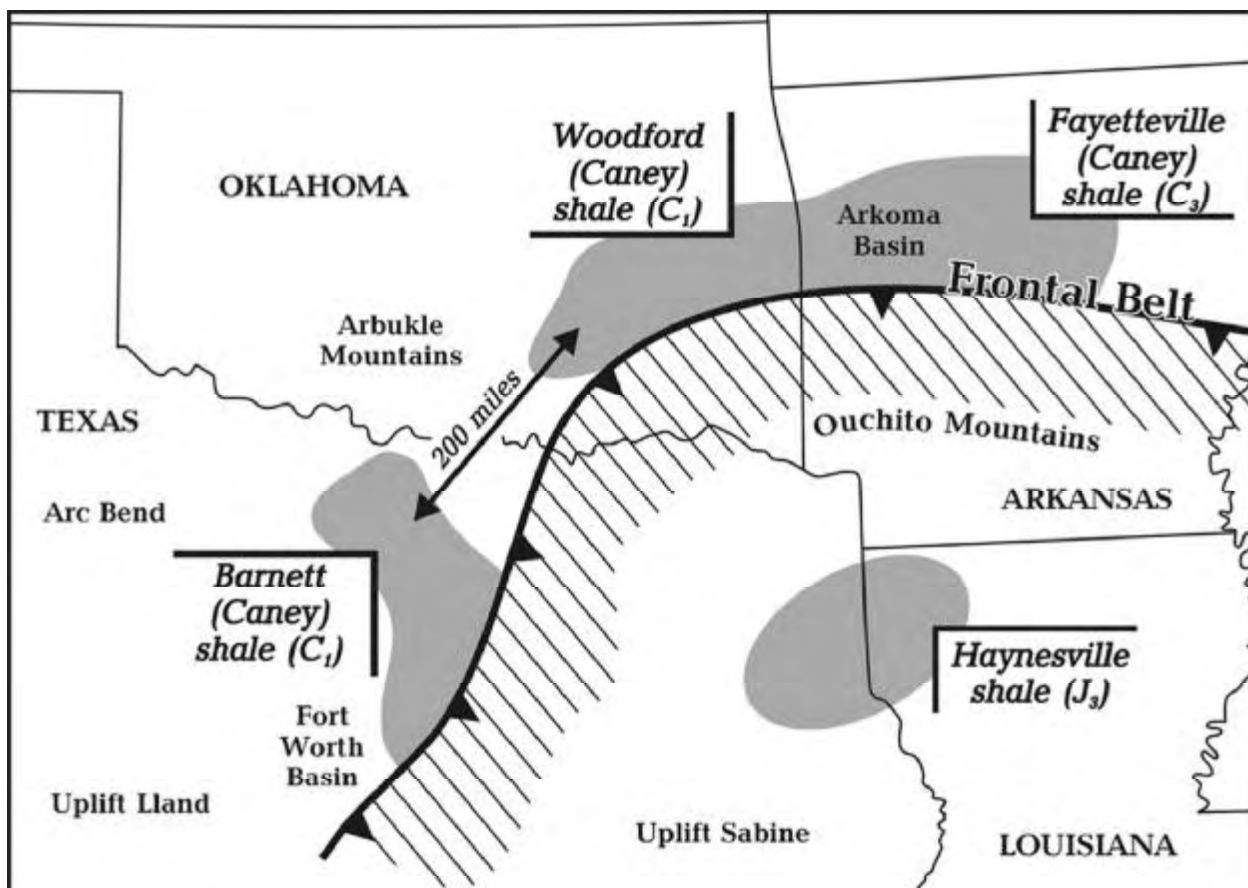 Woodford
(Caney)
shale (C₁)
Fayetteville
(Caney)
shale (C₃)
OKLAHOMA
Arkoma
Basin
Frontal Belt
Arbukle
Mountains
200 miles
TEXAS
Ouchito Mountains
Arc Bend
ARKANSAS
Barnett
(Caney)
shale (C₁)
Haynesville
shale (J₃)
Fort
Worth
Basin
Uplift Lland
Uplift Sabine
LOUISIANA